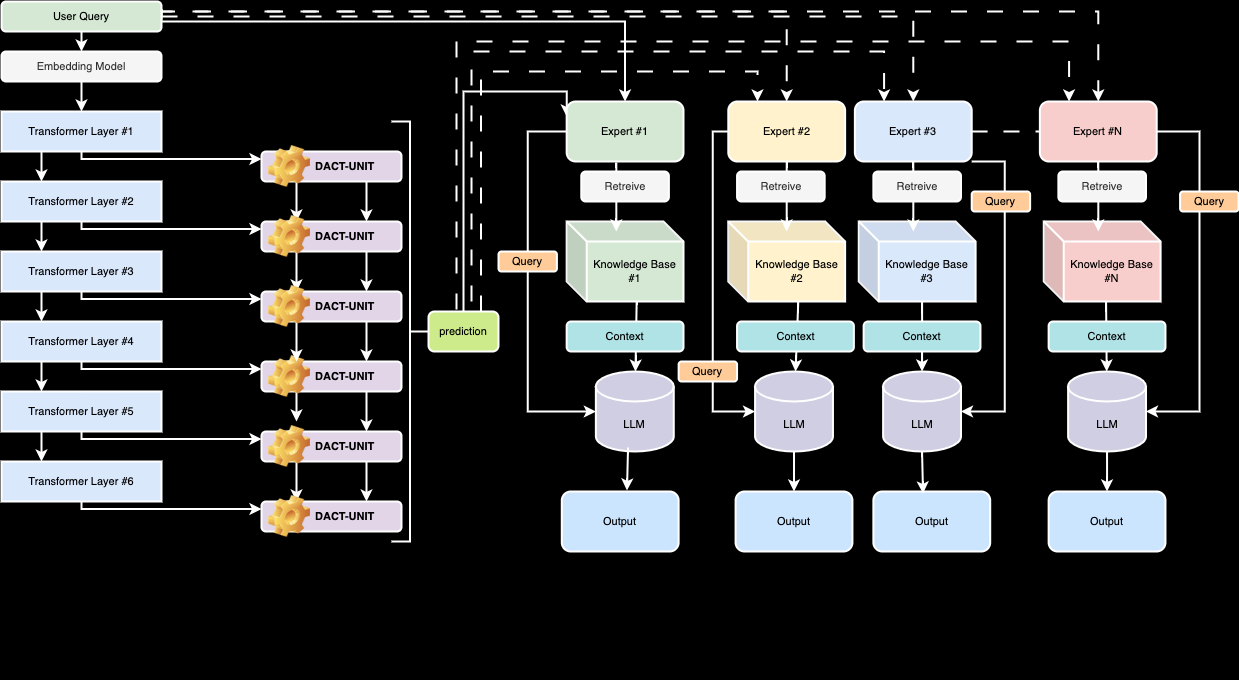 User Query
Embedding Model
Transformer Layer #1
Transformer Layer #2
Transformer Layer #3
Transformer Layer #4
Transformer Layer #5
Transformer Layer #6
DACT-UNIT
DACT-UNIT
DACT-UNIT
DACT-UNIT
DACT-UNIT
DACT-UNIT
prediction
Expert #1
Retreive
Query
Knowledge Base
#1
Context
LLM
Output
Expert #2
Retreive
Knowledge Base
#2
Context
Query
LLM
Output
Expert #3
Retreive
Query
Knowledge Base
#3
Context
LLM
Output
Expert #N
Retreive
Query
Knowledge Base
#N
Context
LLM
Output